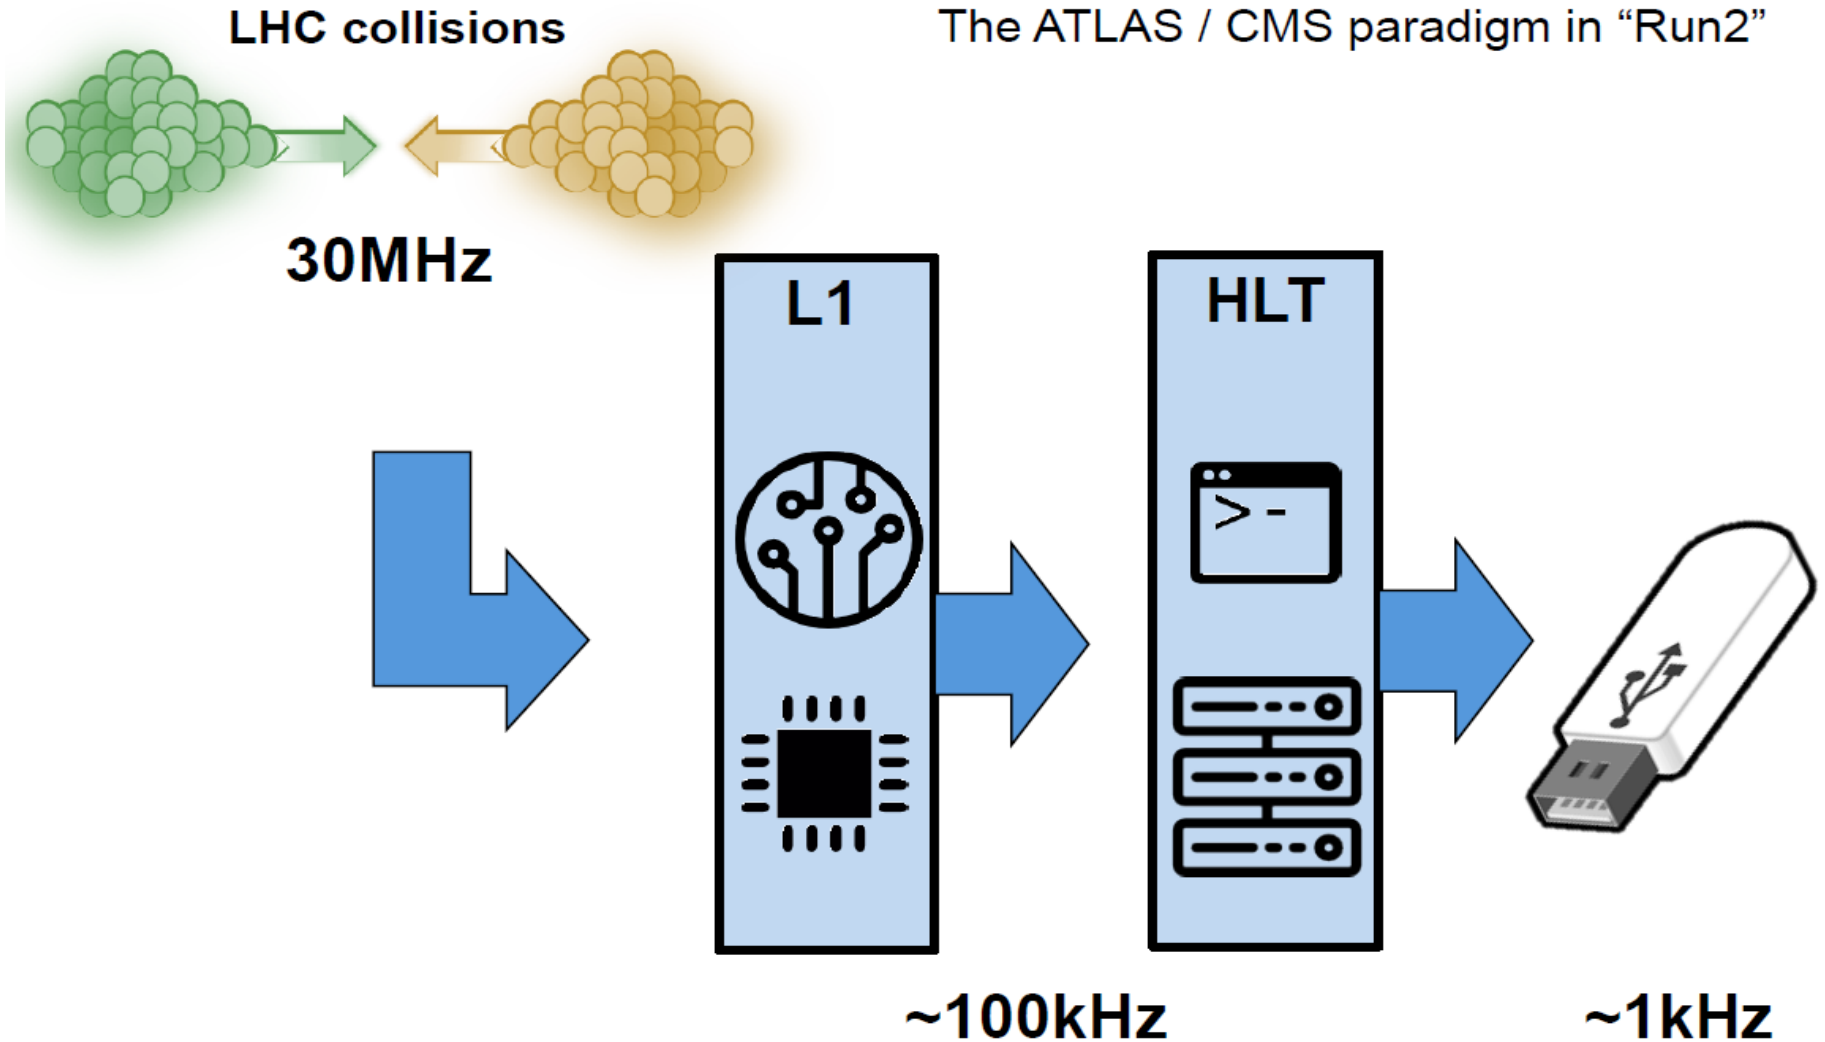 LHC collisions
The ATLAS / CMS paradigm in “Run2”
30MHz
L1
HLT
>-
~100kHz
~1kHz